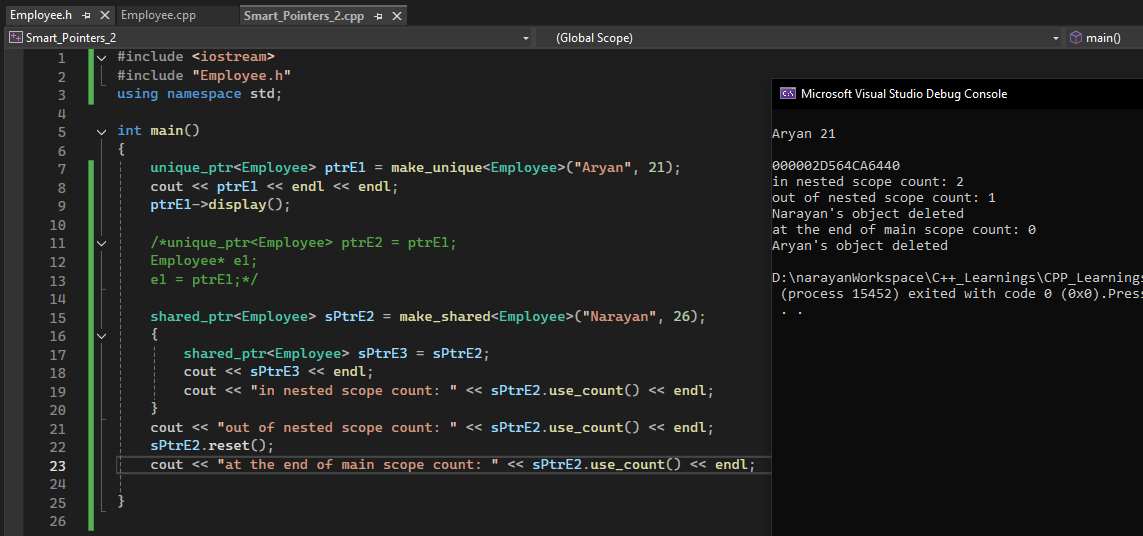 Employee.h
Employee.cpp
Smart_Pointers_2.cpp
Smart_Pointers_2
(Global Scope)
main()
1 #include <iostream>
2 #include "Employee.h"
3 using namespace std;
4
5 int main()
6 {
7 unique_ptr<Employee> ptrE1 = make_unique<Employee>("Aryan", 21);
8 cout << ptrE1 << endl << endl;
9 ptrE1->display();
10
11 /*unique_ptr<Employee> ptrE2 = ptrE1;
12 Employee* e1;
13 e1 = ptrE1;*/
14
15 shared_ptr<Employee> sPtrE2 = make_shared<Employee>("Narayan", 26);
16 {
17 shared_ptr<Employee> sPtrE3 = sPtrE2;
18 cout << sPtrE3 << endl;
19 cout << "in nested scope count: " << sPtrE2.use_count() << endl;
20 }
21 cout << "out of nested scope count: " << sPtrE2.use_count() << endl;
22 sPtrE2.reset();
23 cout << "at the end of main scope count: " << sPtrE2.use_count() << endl;
24
25 }
26
Microsoft Visual Studio Debug Console
Aryan 21
000002D564CA6440
in nested scope count: 2
out of nested scope count: 1
Narayan's object deleted
at the end of main scope count: 0
Aryan's object deleted
D:\narayanWorkspace\C++_Learnings\CPP_Learnings
(process 15452) exited with code 0 (0x0).Press
. .